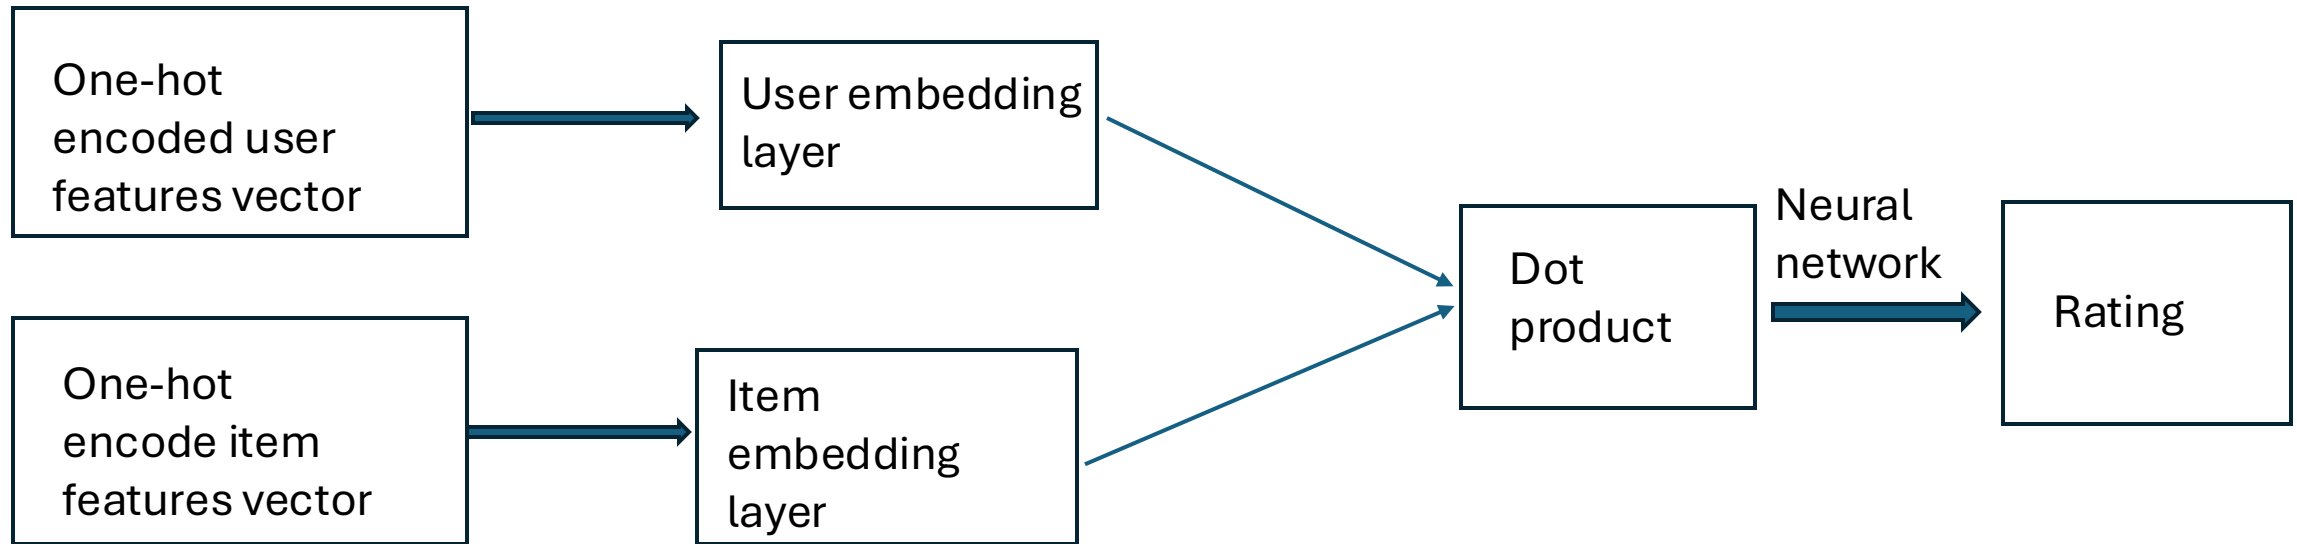 One-hot
encoded user
features vector
User embedding
layer
One-hot
encode item
features vector
Item
embedding
layer
Dot
product
Neural
network
Rating